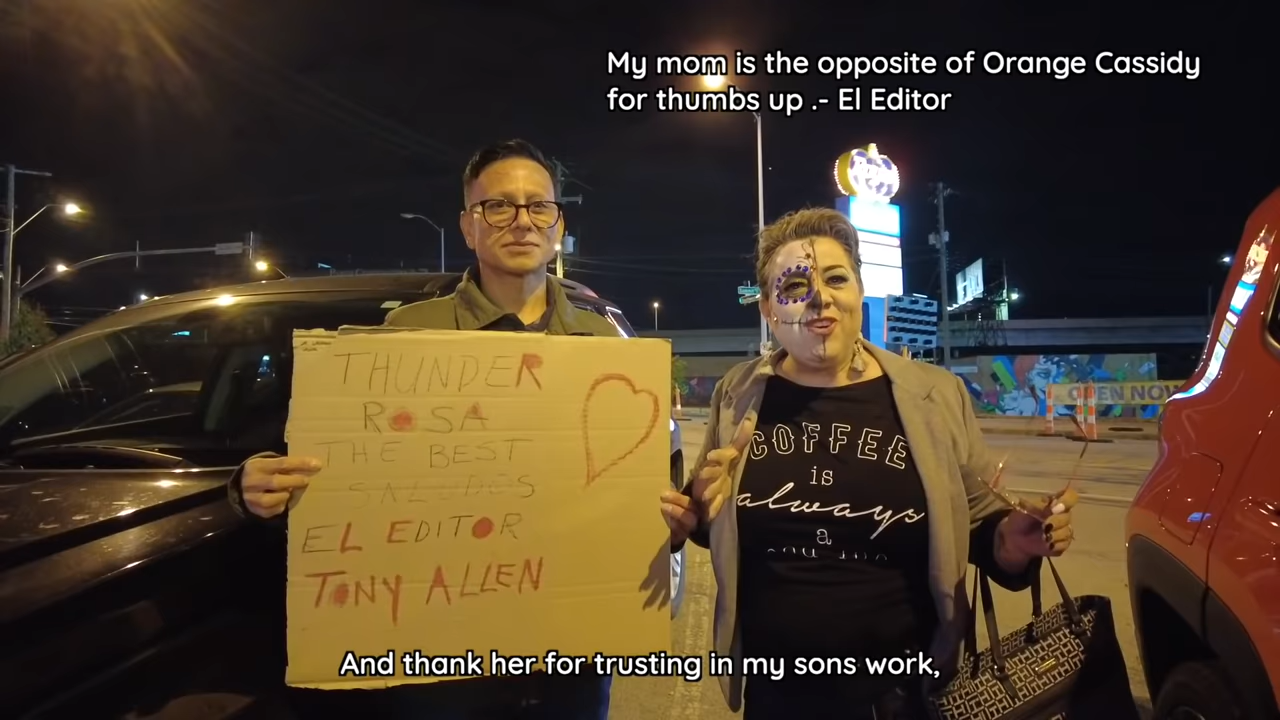 My mom is the opposite of Orange Cassidy
for thumbs up .- El Editor
THUNDER
ROSA
THE BEST
SALUDOS
EL EDITOR
TONY ALLEN
COFFEE
is
always
a
OPEN NOW
And thank her for trusting in my sons work,